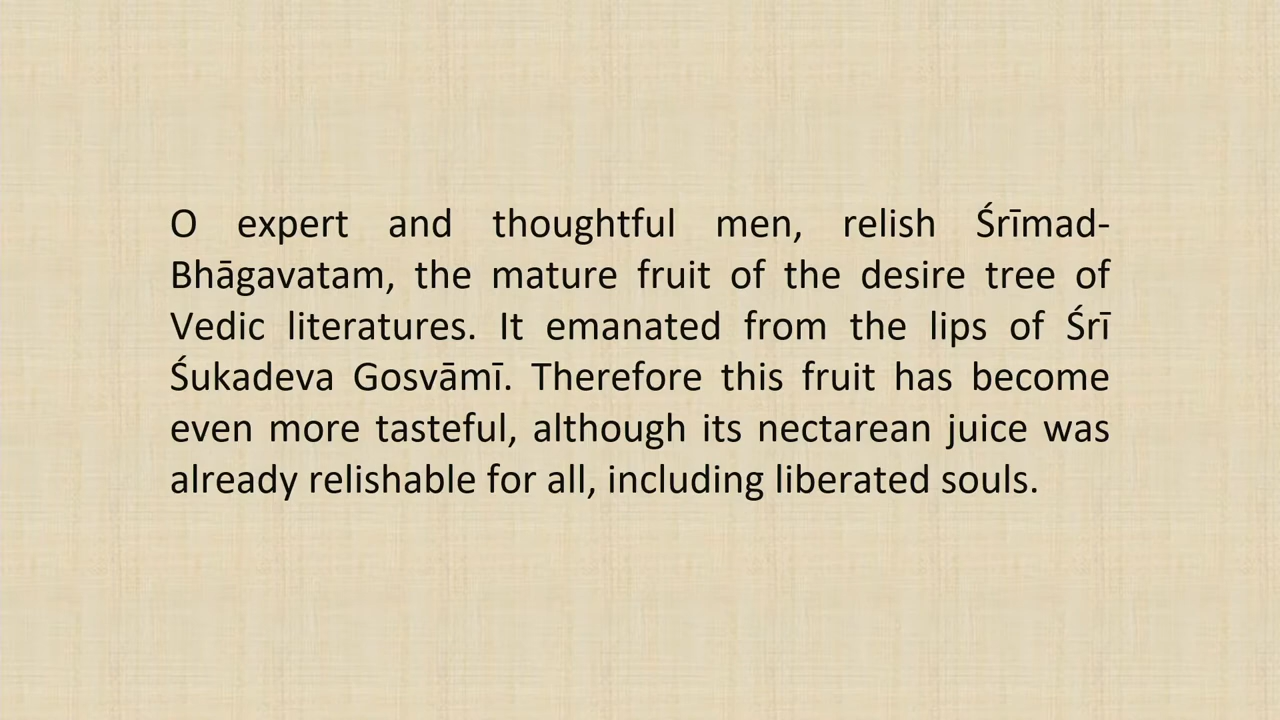 O expert and thoughtful men, relish Śrīmad-
Bhāgavatam, the mature fruit of the desire tree of
Vedic literatures. It emanated from the lips of Śrī
Śukadeva Gosvāmī. Therefore this fruit has become
even more tasteful, although its nectarean juice was
already relishable for all, including liberated souls.